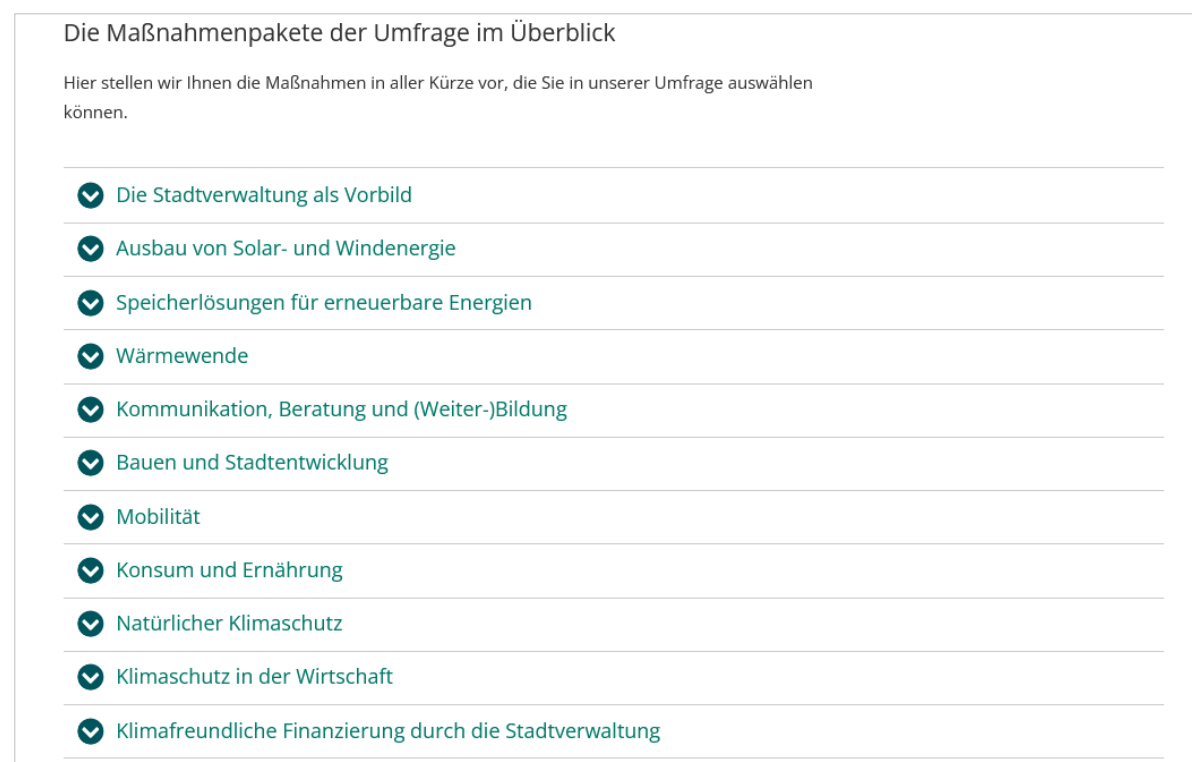 Die Maßnahmenpakete der Umfrage im Überblick
Hier stellen wir Ihnen die Maßnahmen in aller Kürze vor, die Sie in unserer Umfrage auswählen
können.
Die Stadtverwaltung als Vorbild
Ausbau von Solar- und Windenergie
Speicherlösungen für erneuerbare Energien
Wärmewende
Kommunikation, Beratung und (Weiter-)Bildung
Bauen und Stadtentwicklung
Mobilität
Konsum und Ernährung
Natürlicher Klimaschutz
Klimaschutz in der Wirtschaft
Klimafreundliche Finanzierung durch die Stadtverwaltung